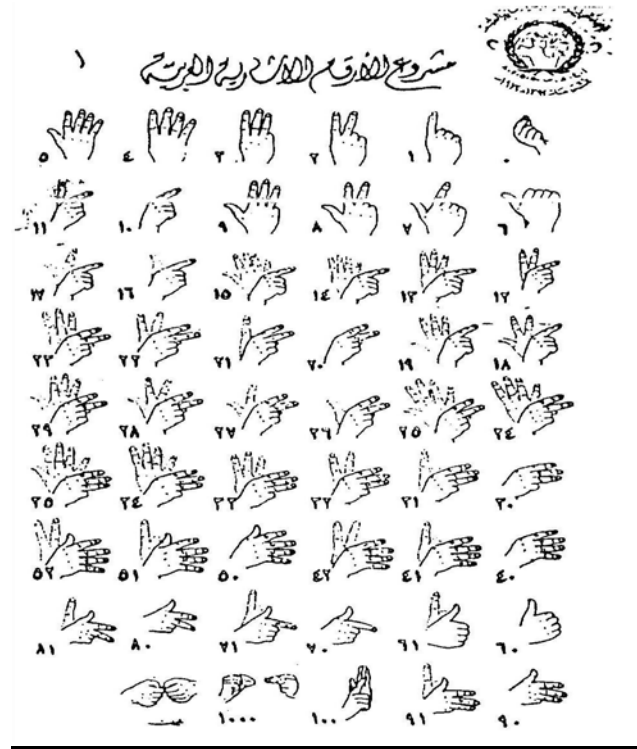 مشروع الأرقام الإشارية العربية ١
٠ ١ ٢ ٣ ٤ ٥
٦ ٧ ٨ ٩ ١٠ ١١
١٢ ١٣ ١٤ ١٥ ١٦ ١٧
١٨ ١٩ ٢٠ ٢١ ٢٢ ٢٣
٢٤ ٢٥ ٢٦ ٢٧ ٢٨ ٢٩
٣٠ ٣١ ٣٢ ٣٣ ٣٤ ٣٥
٤٠ ٤١ ٤٢ ٥٠ ٥١ ٥٢
٦٠ ٦١ ٧٠ ٧١ ٨٠ ٨١
٩٠ ٩١ ١٠٠ ١٠٠٠